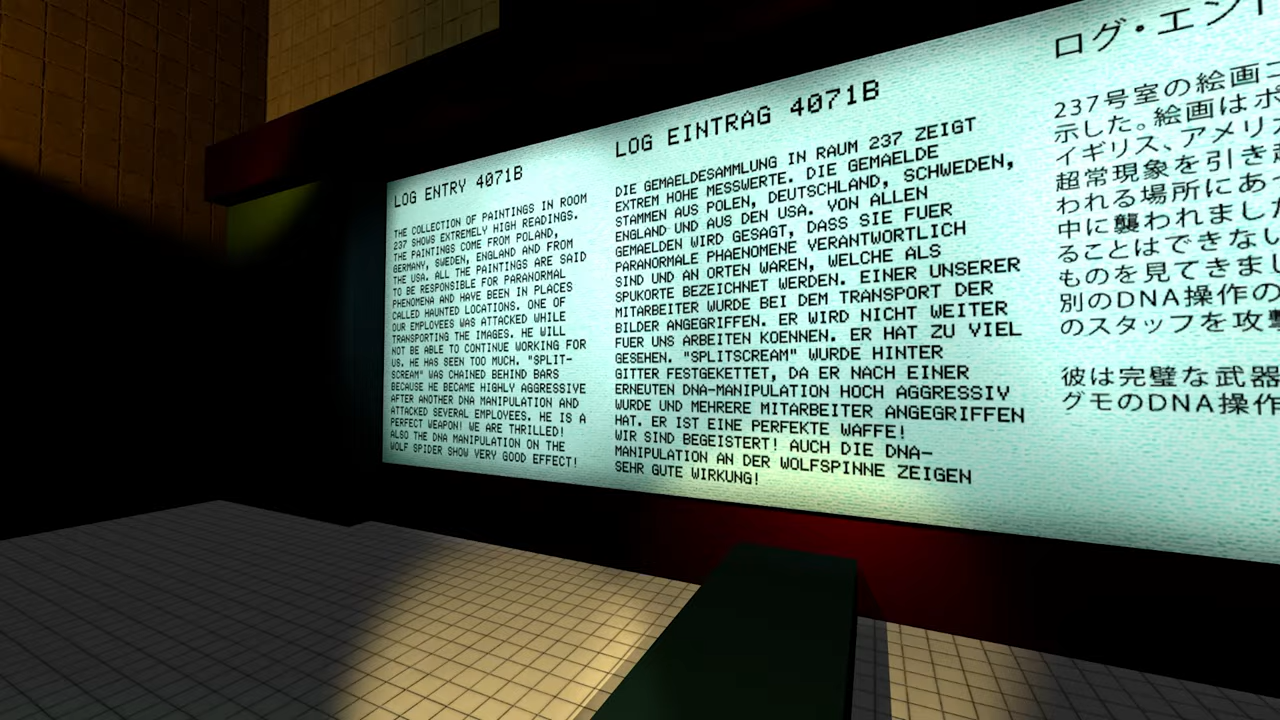 LOG ENTRY 4071B
THE COLLECTION OF PAINTINGS IN ROOM
237 SHOWS EXTREMELY HIGH READINGS.
THE PAINTINGS COME FROM POLAND,
GERMANY, SWEDEN, ENGLAND AND FROM
THE USA. ALL THE PAINTINGS ARE SAID
TO BE RESPONSIBLE FOR PARANORMAL
PHENOMENA AND HAVE BEEN IN PLACES
CALLED HAUNTED LOCATIONS. ONE OF
OUR EMPLOYEES WAS ATTACKED WHILE
TRANSPORTING THE IMAGES. HE WILL
NOT BE ABLE TO CONTINUE WORKING FOR
US. HE HAS SEEN TOO MUCH. "SPLIT-
SCREAM" WAS CHAINED BEHIND BARS
BECAUSE HE BECAME HIGHLY AGGRESSIVE
AFTER ANOTHER DNA MANIPULATION AND
ATTACKED SEVERAL EMPLOYEES. HE IS A
PERFECT WEAPON! WE ARE THRILLED!
ALSO THE DNA MANIPULATION ON THE
WOLF SPIDER SHOW VERY GOOD EFFECT!
LOG EINTRAG 4071B
DIE GEMAELDESAMMLUNG IN RAUM 237 ZEIGT
EXTREM HOHE MESSWERTE. DIE GEMAELDE
STAMMEN AUS POLEN, DEUTSCHLAND, SCHWEDEN,
ENGLAND UND AUS DEN USA. VON ALLEN
GEMAELDEN WIRD GESAGT, DASS SIE FUER
PARANORMALE PHAENOMENE VERANTWORTLICH
SIND UND AN ORTEN WAREN, WELCHE ALS
SPUKORTE BEZEICHNET WERDEN. EINER UNSERER
MITARBEITER WURDE BEI DEM TRANSPORT DER
BILDER ANGEGRIFFEN. ER WIRD NICHT WEITER
FUER UNS ARBEITEN KOENNEN. ER HAT ZU VIEL
GESEHEN. "SPLITSCREAM" WURDE HINTER
GITTER FESTGEKETTET, DA ER NACH EINER
ERNEUTEN DNA-MANIPULATION HOCH AGGRESSIV
WURDE UND MEHRERE MITARBEITER ANGEGRIFFEN
HAT. ER IST EINE PERFEKTE WAFFE!
WIR SIND BEGEISTERT! AUCH DIE DNA-
MANIPULATION AN DER WOLFSPINNE ZEIGEN
SEHR GUTE WIRKUNG!
ログ・エント
237号室の絵画コ
示した。絵画はポ
イギリス、アメリカ
超常現象を引き起
われる場所にあっ
中に襲われました
ることはできない
ものを見てきまし
別のDNA操作の
のスタッフを攻撃
彼は完璧な武器
グモのDNA操作